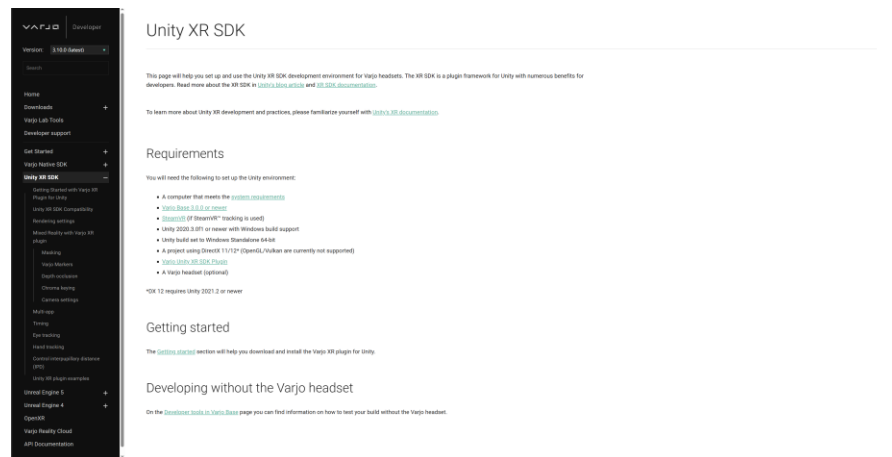 VARJO
Developer
Version:
3.10.0 (latest)
Search
Home
Downloads
+
Varjo Lab Tools
Developer support
Get Started
+
Varjo Native SDK
+
Unity XR SDK
–
Getting Started with Varjo XR
Plugin for Unity
Unity XR SDK Compatibility
Rendering settings
Mixed Reality with Varjo XR
plugin
Masking
Varjo Markers
Depth occlusion
Chroma keying
Camera settings
Multi-app
Timing
Eye tracking
Hand tracking
Control interpupillary distance
(IPD)
Unity XR plugin examples
Unreal Engine 5
+
Unreal Engine 4
+
OpenXR
Varjo Reality Cloud
API Documentation
Unity XR SDK
This page will help you set up and use the Unity XR SDK development environment for Varjo headsets. The XR SDK is a plugin framework for Unity with numerous benefits for
developers. Read more about the XR SDK in Unity's blog article and XR SDK documentation.
To learn more about Unity XR development and practices, please familiarize yourself with Unity's XR documentation.
Requirements
You will need the following to set up the Unity environment:
• A computer that meets the system requirements
• Varjo Base 3.0.0 or newer
• SteamVR (if SteamVR™ tracking is used)
• Unity 2020.3.0f1 or newer with Windows build support
• Unity build set to Windows Standalone 64-bit
• A project using DirectX 11/12* (OpenGL/Vulkan are currently not supported)
• Varjo Unity XR SDK Plugin
• A Varjo headset (optional)
*DX 12 requires Unity 2021.2 or newer
Getting started
The Getting started section will help you download and install the Varjo XR plugin for Unity.
Developing without the Varjo headset
On the Developer tools in Varjo Base page you can find information on how to test your build without the Varjo headset.